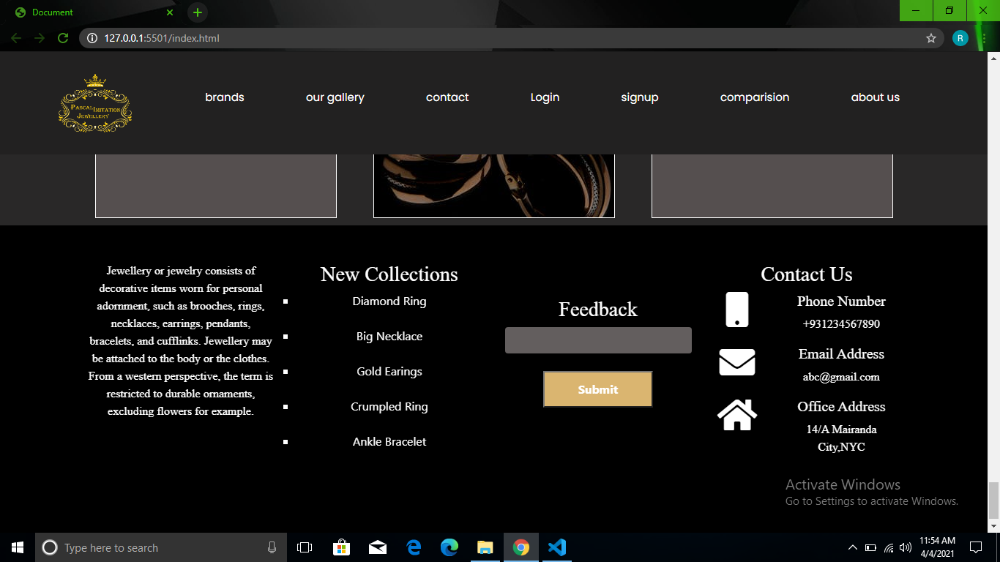 Document
127.0.0.1:5501/index.html
R
Pascal Imitation
Jewellery
brands
our gallery
contact
Login
signup
comparision
about us
Jewellery or jewelry consists of
decorative items worn for personal
adornment, such as brooches, rings,
necklaces, earrings, pendants,
bracelets, and cufflinks. Jewellery may
be attached to the body or the clothes.
From a western perspective, the term is
restricted to durable ornaments,
excluding flowers for example.
New Collections
Diamond Ring
Big Necklace
Gold Earings
Crumpled Ring
Ankle Bracelet
Feedback
Submit
Contact Us
Phone Number
+931234567890
Email Address
abc@gmail.com
Office Address
14/A Mairanda
City,NYC
Activate Windows
Go to Settings to activate Windows.
Type here to search
11:54 AM
4/4/2021